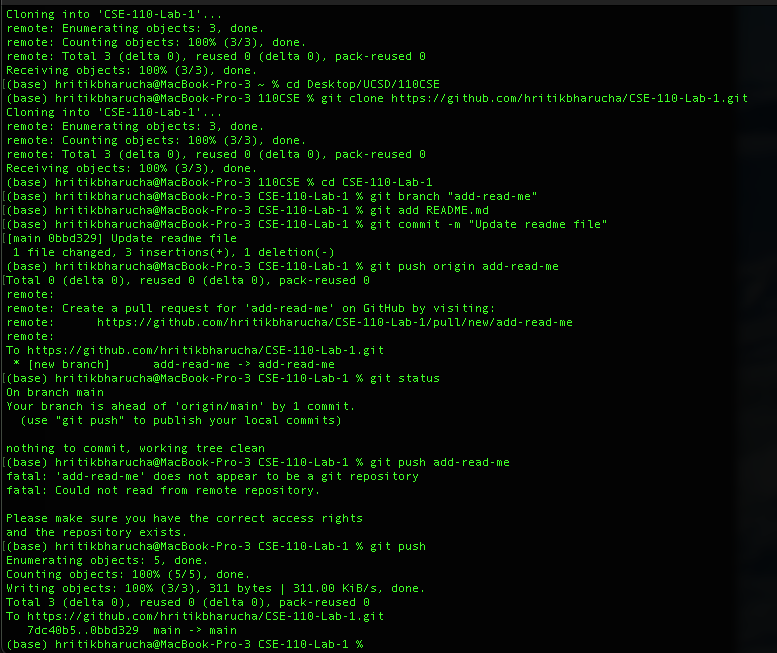 Cloning into 'CSE-110-Lab-1'...
remote: Enumerating objects: 3, done.
remote: Counting objects: 100% (3/3), done.
remote: Total 3 (delta 0), reused 0 (delta 0), pack-reused 0
Receiving objects: 100% (3/3), done.
[(base) hritikbharucha@MacBook-Pro-3 ~ % cd Desktop/UCSD/110CSE
(base) hritikbharucha@MacBook-Pro-3 110CSE % git clone https://github.com/hritikbharucha/CSE-110-Lab-1.git
Cloning into 'CSE-110-Lab-1'...
remote: Enumerating objects: 3, done.
remote: Counting objects: 100% (3/3), done.
remote: Total 3 (delta 0), reused 0 (delta 0), pack-reused 0
Receiving objects: 100% (3/3), done.
(base) hritikbharucha@MacBook-Pro-3 110CSE % cd CSE-110-Lab-1
[(base) hritikbharucha@MacBook-Pro-3 CSE-110-Lab-1 % git branch "add-read-me"
[(base) hritikbharucha@MacBook-Pro-3 CSE-110-Lab-1 % git add README.md
[(base) hritikbharucha@MacBook-Pro-3 CSE-110-Lab-1 % git commit -m "Update readme file"
[[main 0bbd329] Update readme file
 1 file changed, 3 insertions(+), 1 deletion(-)
(base) hritikbharucha@MacBook-Pro-3 CSE-110-Lab-1 % git push origin add-read-me
[Total 0 (delta 0), reused 0 (delta 0), pack-reused 0
remote:
remote: Create a pull request for 'add-read-me' on GitHub by visiting:
remote:      https://github.com/hritikbharucha/CSE-110-Lab-1/pull/new/add-read-me
remote:
To https://github.com/hritikbharucha/CSE-110-Lab-1.git
 * [new branch]      add-read-me -> add-read-me
[(base) hritikbharucha@MacBook-Pro-3 CSE-110-Lab-1 % git status
On branch main
Your branch is ahead of 'origin/main' by 1 commit.
  (use "git push" to publish your local commits)

nothing to commit, working tree clean
[(base) hritikbharucha@MacBook-Pro-3 CSE-110-Lab-1 % git push add-read-me
fatal: 'add-read-me' does not appear to be a git repository
fatal: Could not read from remote repository.

Please make sure you have the correct access rights
and the repository exists.
[(base) hritikbharucha@MacBook-Pro-3 CSE-110-Lab-1 % git push
Enumerating objects: 5, done.
Counting objects: 100% (5/5), done.
Writing objects: 100% (3/3), 311 bytes | 311.00 KiB/s, done.
Total 3 (delta 0), reused 0 (delta 0), pack-reused 0
To https://github.com/hritikbharucha/CSE-110-Lab-1.git
   7dc40b5..0bbd329  main -> main
(base) hritikbharucha@MacBook-Pro-3 CSE-110-Lab-1 %